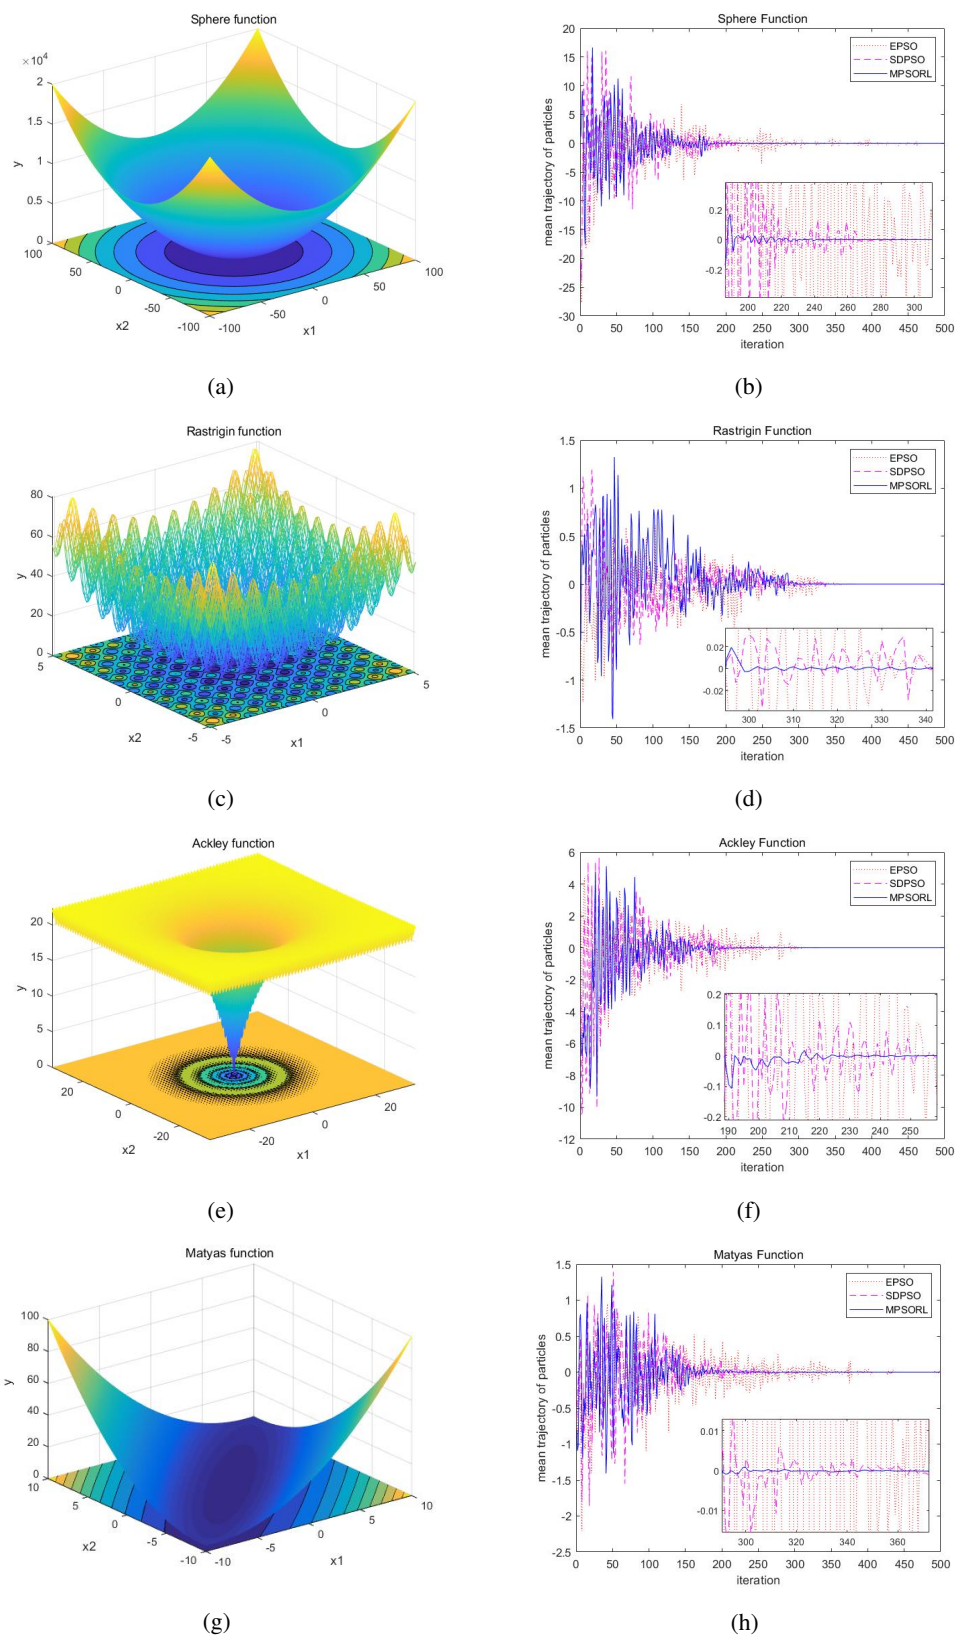 Sphere function
×10⁴
2
1.5
1
0.5
0
y
100
50
0
-50
-100
x2
-100
-50
0
50
100
x1
(a)
Sphere Function
EPSO
SDPSO
MPSORL
20
15
10
5
0
-5
-10
-15
-20
-25
-30
mean trajectory of particles
0.2
0
-0.2
200 220 240 260 280 300
0 50 100 150 200 250 300 350 400 450 500
iteration
(b)
Rastrigin function
80
60
40
20
0
y
5
0
-5
x2
-5
0
5
x1
(c)
Rastrigin Function
EPSO
SDPSO
MPSORL
1.5
1
0.5
0
-0.5
-1
-1.5
mean trajectory of particles
0.02
0
-0.02
300 310 320 330 340
0 50 100 150 200 250 300 350 400 450 500
iteration
(d)
Ackley function
20
15
10
5
0
y
20
0
-20
x2
-20
0
20
x1
(e)
Ackley Function
EPSO
SDPSO
MPSORL
6
4
2
0
-2
-4
-6
-8
-10
-12
mean trajectory of particles
0.2
0.1
0
-0.1
-0.2
190 200 210 220 230 240 250
0 50 100 150 200 250 300 350 400 450 500
iteration
(f)
Matyas function
100
80
60
40
20
0
y
10
5
0
-5
-10
x2
-10
-5
0
5
10
x1
(g)
Matyas Function
EPSO
SDPSO
MPSORL
1.5
1
0.5
0
-0.5
-1
-1.5
-2
-2.5
mean trajectory of particles
0.01
0
-0.01
300 320 340 360
0 50 100 150 200 250 300 350 400 450 500
iteration
(h)